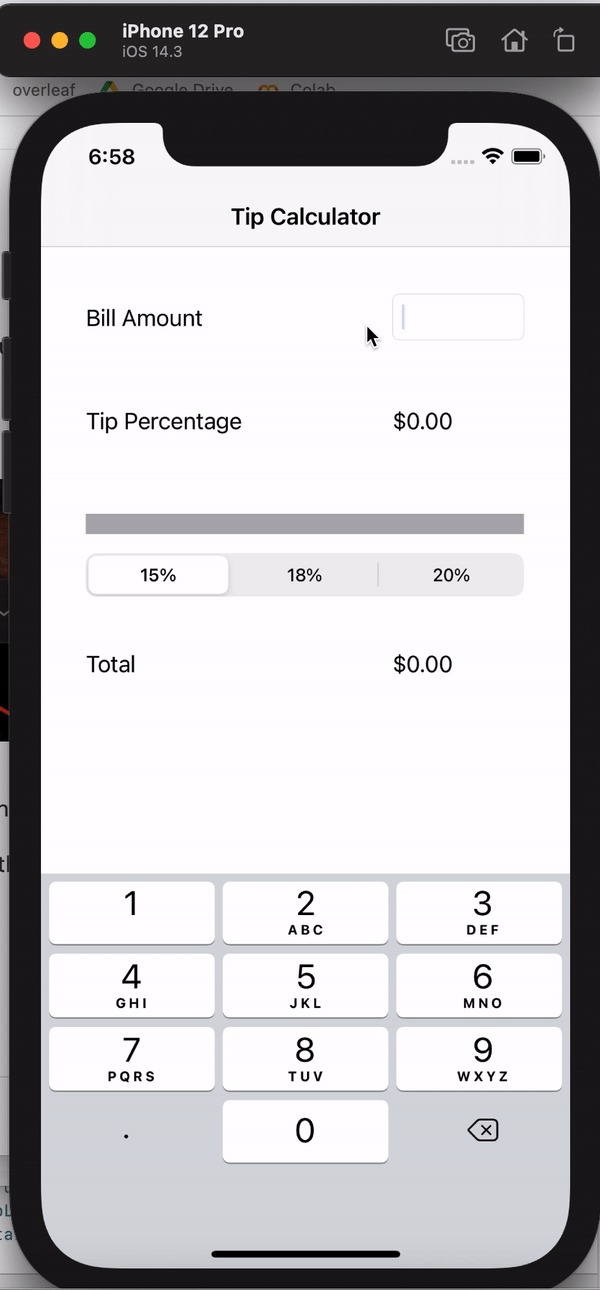 iPhone 12 Pro
iOS 14.3
overleaf Google Drive Colab
6:58
Tip Calculator
Bill Amount
Tip Percentage $0.00
15% 18% 20%
Total $0.00
1 2 3
ABC DEF
4 5 6
GHI JKL MNO
7 8 9
PQRS TUV WXYZ
. 0